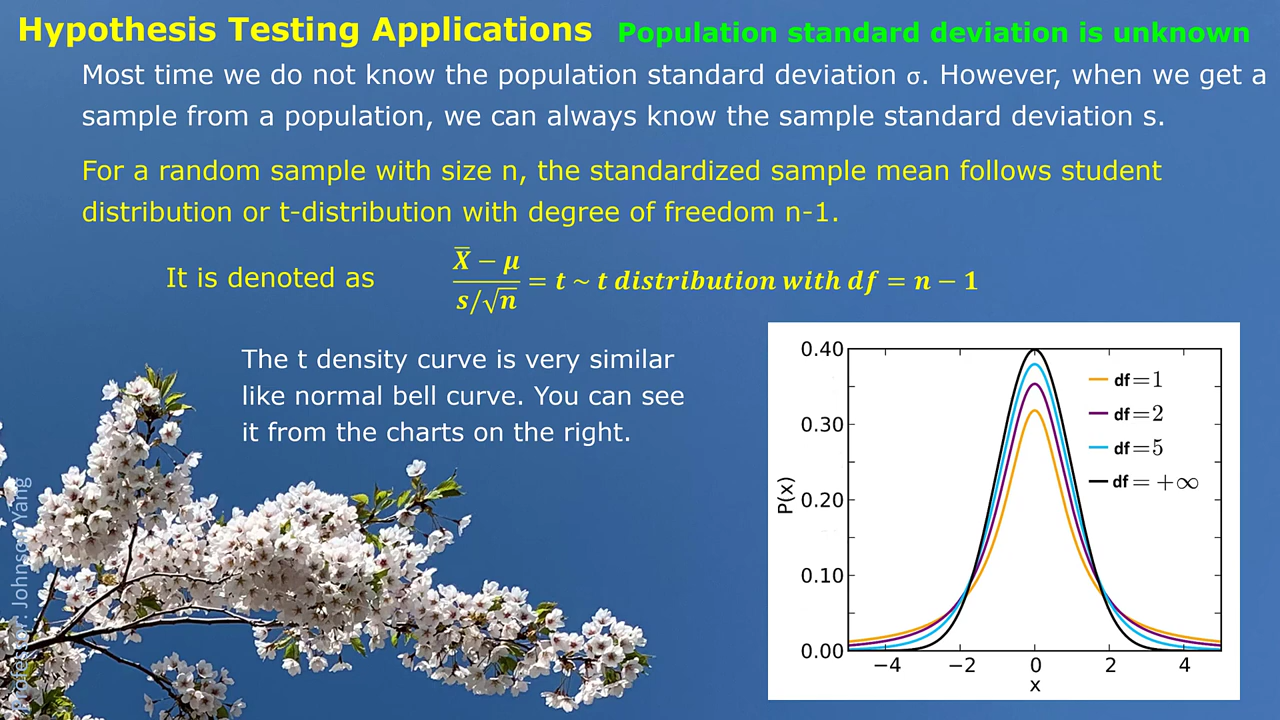 Hypothesis Testing Applications
Population standard deviation is unknown
Most time we do not know the population standard deviation σ. However, when we get a
sample from a population, we can always know the sample standard deviation s.
For a random sample with size n, the standardized sample mean follows student
distribution or t-distribution with degree of freedom n-1.
It is denoted as
X̅ − μ
s/√n
= t ~ t distribution with df = n − 1
The t density curve is very similar
like normal bell curve. You can see
it from the charts on the right.
0.40
0.30
0.20
0.10
0.00
P(x)
−4
−2
0
2
4
x
df=1
df=2
df=5
df=+∞
Professor: Johnson Yang